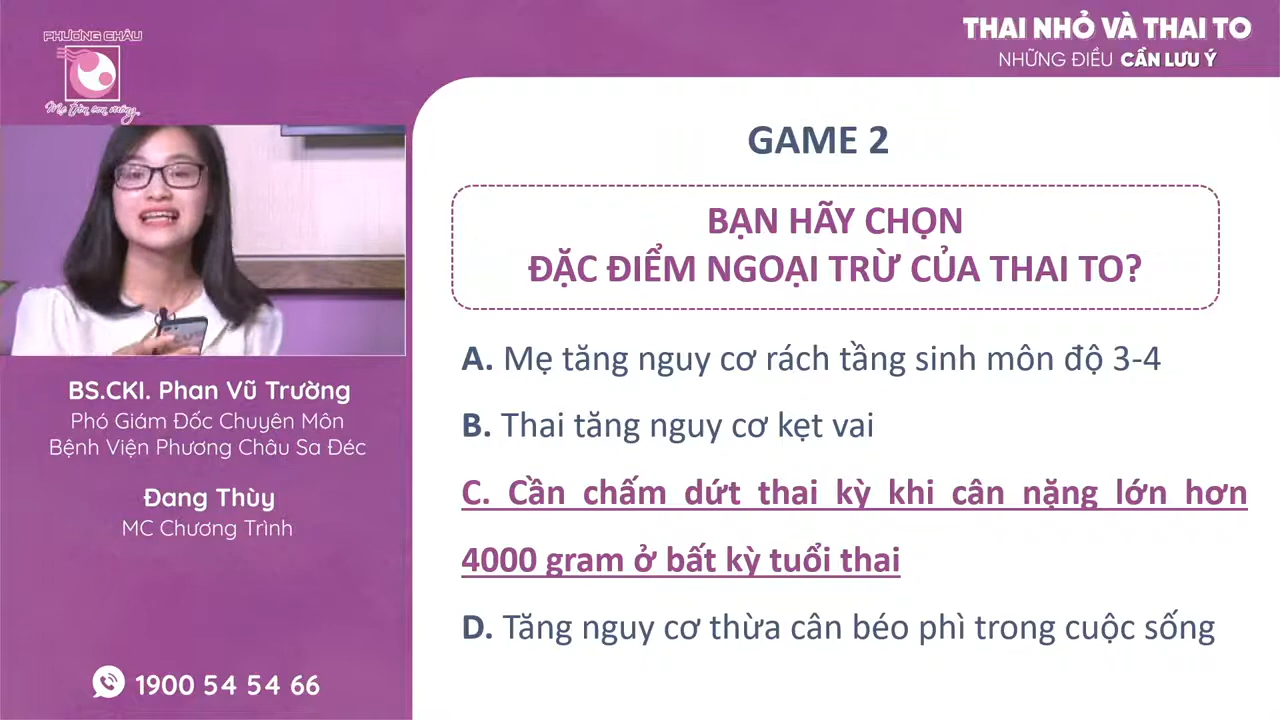 PHƯƠNG CHÂU
Mẹ tròn con vuông
THAI NHỎ VÀ THAI TO
NHỮNG ĐIỀU CẦN LƯU Ý
GAME 2
BẠN HÃY CHỌN
ĐẶC ĐIỂM NGOẠI TRỪ CỦA THAI TO?
A. Mẹ tăng nguy cơ rách tầng sinh môn độ 3-4
B. Thai tăng nguy cơ kẹt vai
C. Cần chấm dứt thai kỳ khi cân nặng lớn hơn
4000 gram ở bất kỳ tuổi thai
D. Tăng nguy cơ thừa cân béo phì trong cuộc sống
BS.CKI. Phan Vũ Trường
Phó Giám Đốc Chuyên Môn
Bệnh Viện Phương Châu Sa Đéc
Đang Thùy
MC Chương Trình
1900 54 54 66